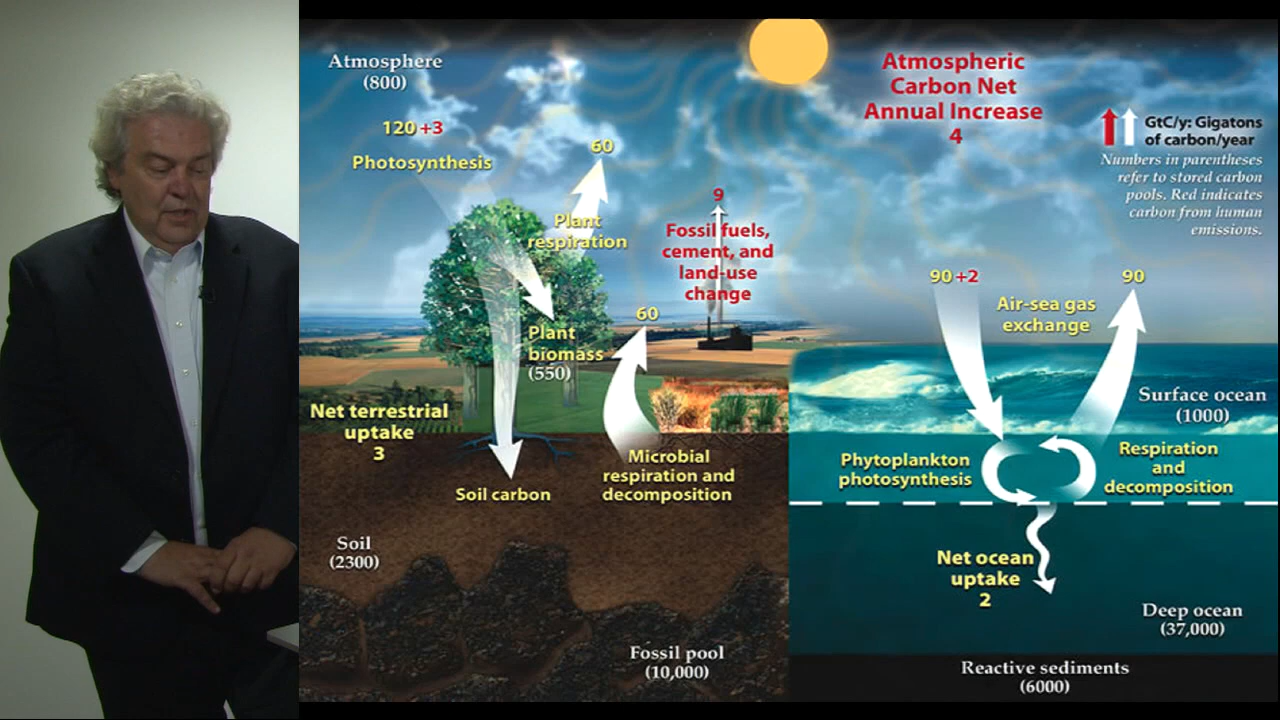 Atmosphere
(800)
120 +3
Photosynthesis
60
Plant
respiration
9
Fossil fuels,
cement, and
land-use
change
Atmospheric
Carbon Net
Annual Increase
4
GtC/y: Gigatons
of carbon/year
Numbers in parentheses
refer to stored carbon
pools. Red indicates
carbon from human
emissions.
90 +2
Air-sea gas
exchange
90
60
Plant
biomass
(550)
Net terrestrial
uptake
3
Soil carbon
Microbial
respiration and
decomposition
Surface ocean
(1000)
Phytoplankton
photosynthesis
Respiration
and
decomposition
Soil
(2300)
Net ocean
uptake
2
Fossil pool
(10,000)
Deep ocean
(37,000)
Reactive sediments
(6000)